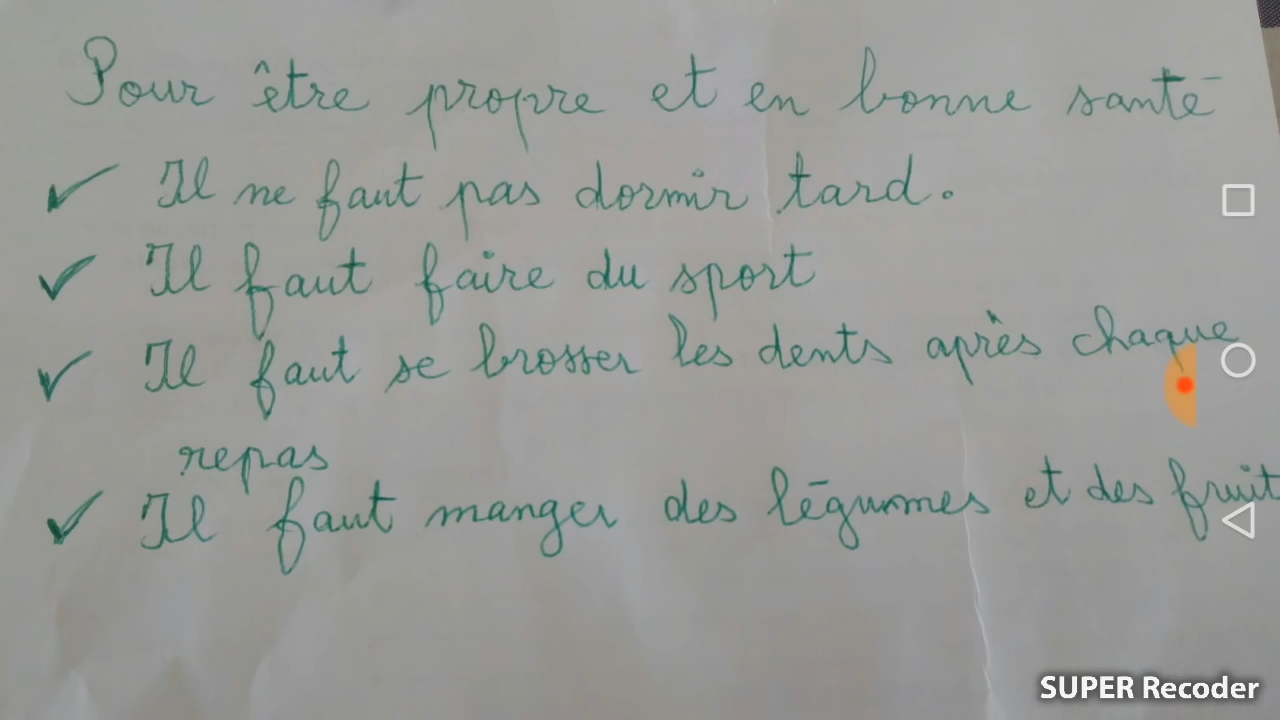 Pour être propre et en bonne santé
✓ Il ne faut pas dormir tard.
✓ Il faut faire du sport
✓ Il faut se brosser les dents après chaque
repas
✓ Il faut manger des légumes et des fruit
SUPER Recoder